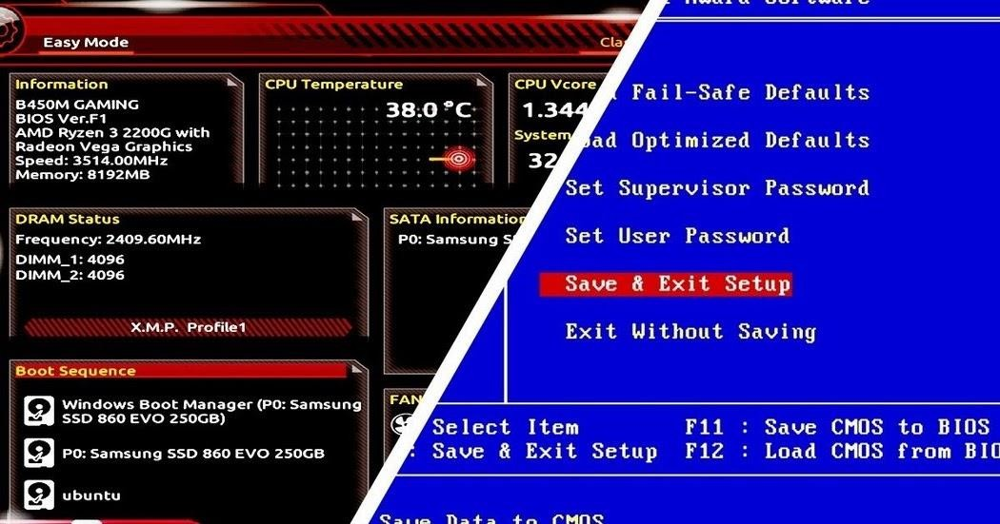 Easy Mode
Information
B450M GAMING
BIOS Ver.F1
AMD Ryzen 3 2200G with
Radeon Vega Graphics
Speed: 3514.00MHz
Memory: 8192MB
CPU Temperature
38.0 °C
CPU Vcore
1.344
System
32
DRAM Status
Frequency: 2409.60MHz
DIMM_1: 4096
DIMM_2: 4096
X.M.P. Profile1
SATA Information
P0: Samsung S
Boot Sequence
Windows Boot Manager (P0: Samsung
SSD 860 EVO 250GB)
P0: Samsung SSD 860 EVO 250GB
ubuntu
FAN
Award Software
Fail-Safe Defaults
oad Optimized Defaults
Set Supervisor Password
Set User Password
Save & Exit Setup
Exit Without Saving
Select Item F11 : Save CMOS to BIOS
: Save & Exit Setup F12 : Load CMOS from BIO
Save Data to CMOS